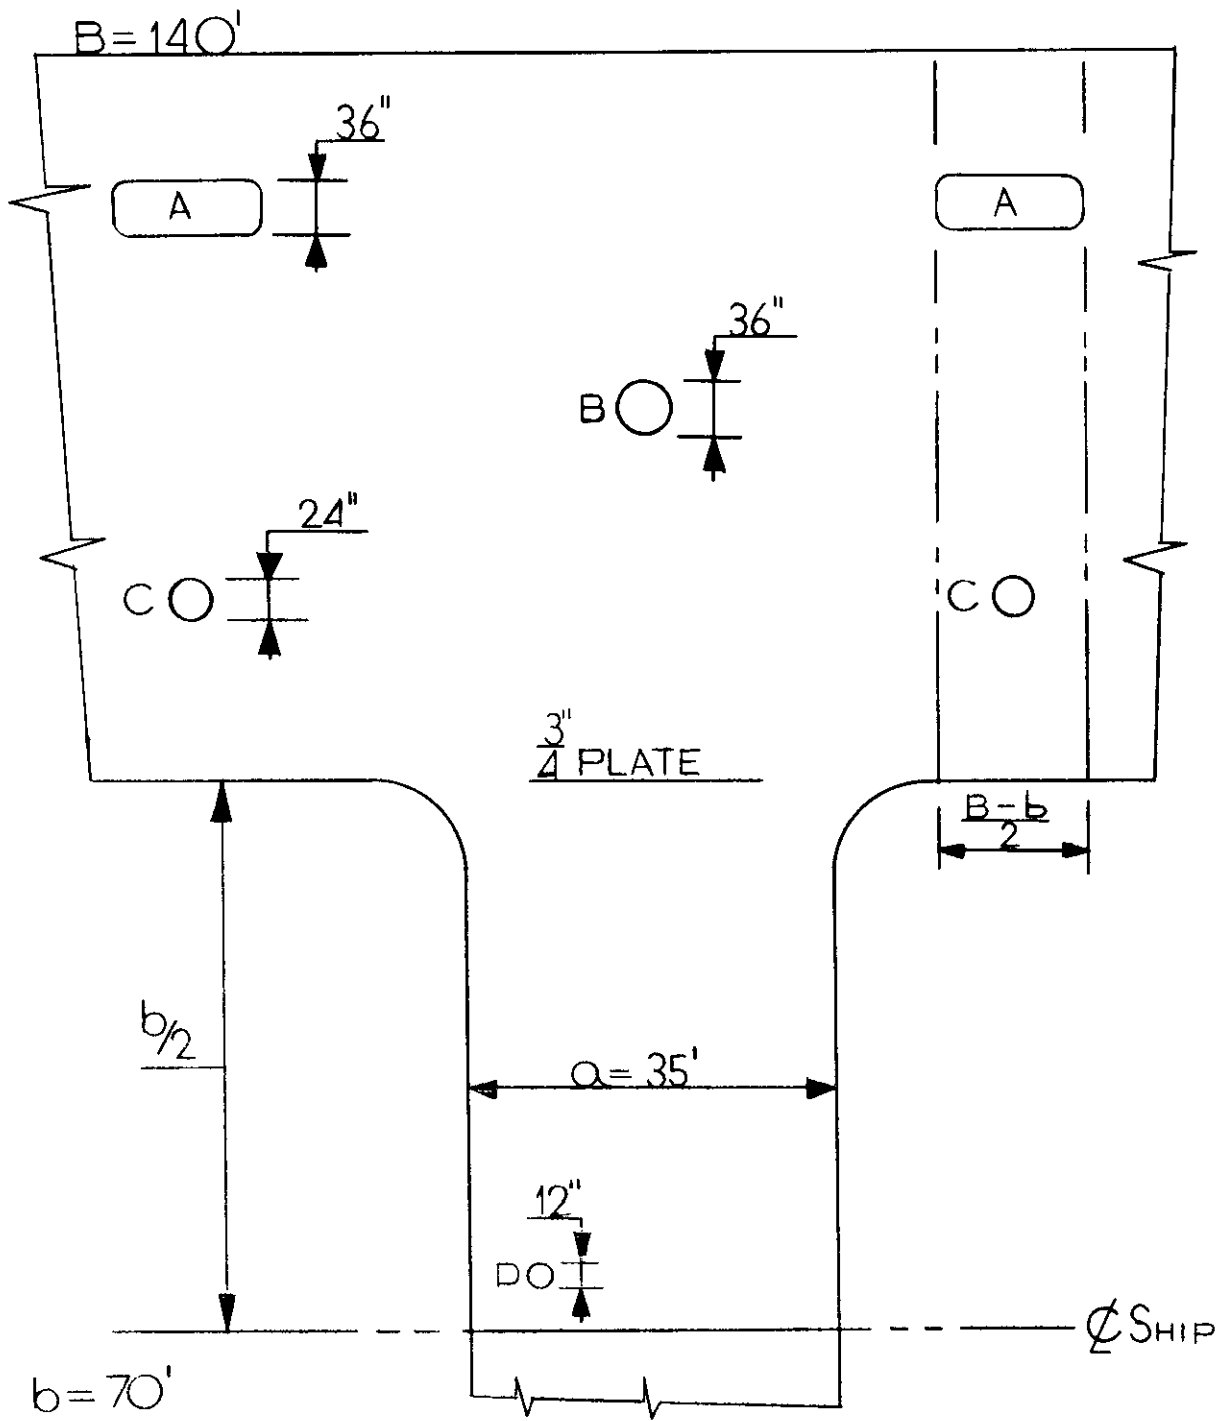 B = 140'
36"
A
A
36"
B
24"
C
C
3"
4 PLATE
B - b
2
b/2
a = 35'
12"
D
℄ SHIP
b = 70'